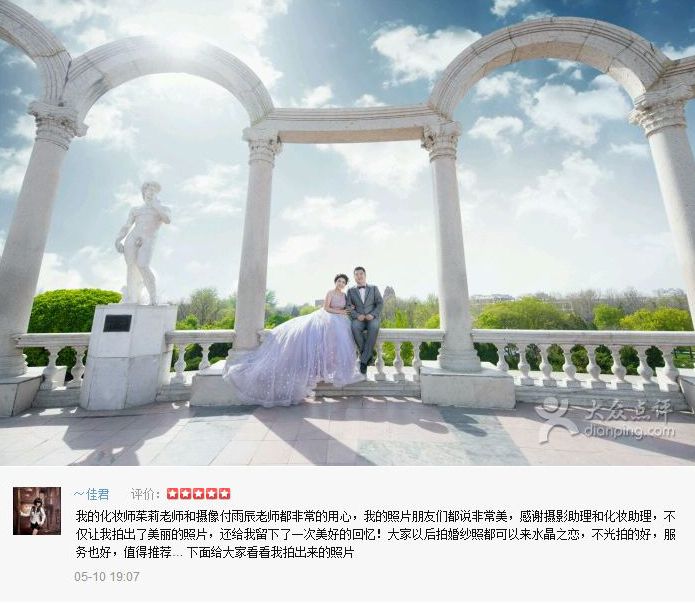 大众点评
dianping.com
~佳君 评价：
我的化妆师茱莉老师和摄像付雨辰老师都非常的用心，我的照片朋友们都说非常美，感谢摄影助理和化妆助理，不
仅让我拍出了美丽的照片，还给我留下了一次美好的回忆！大家以后拍婚纱照都可以来水晶之恋，不光拍的好，服
务也好，值得推荐... 下面给大家看看我拍出来的照片
05-10 19:07